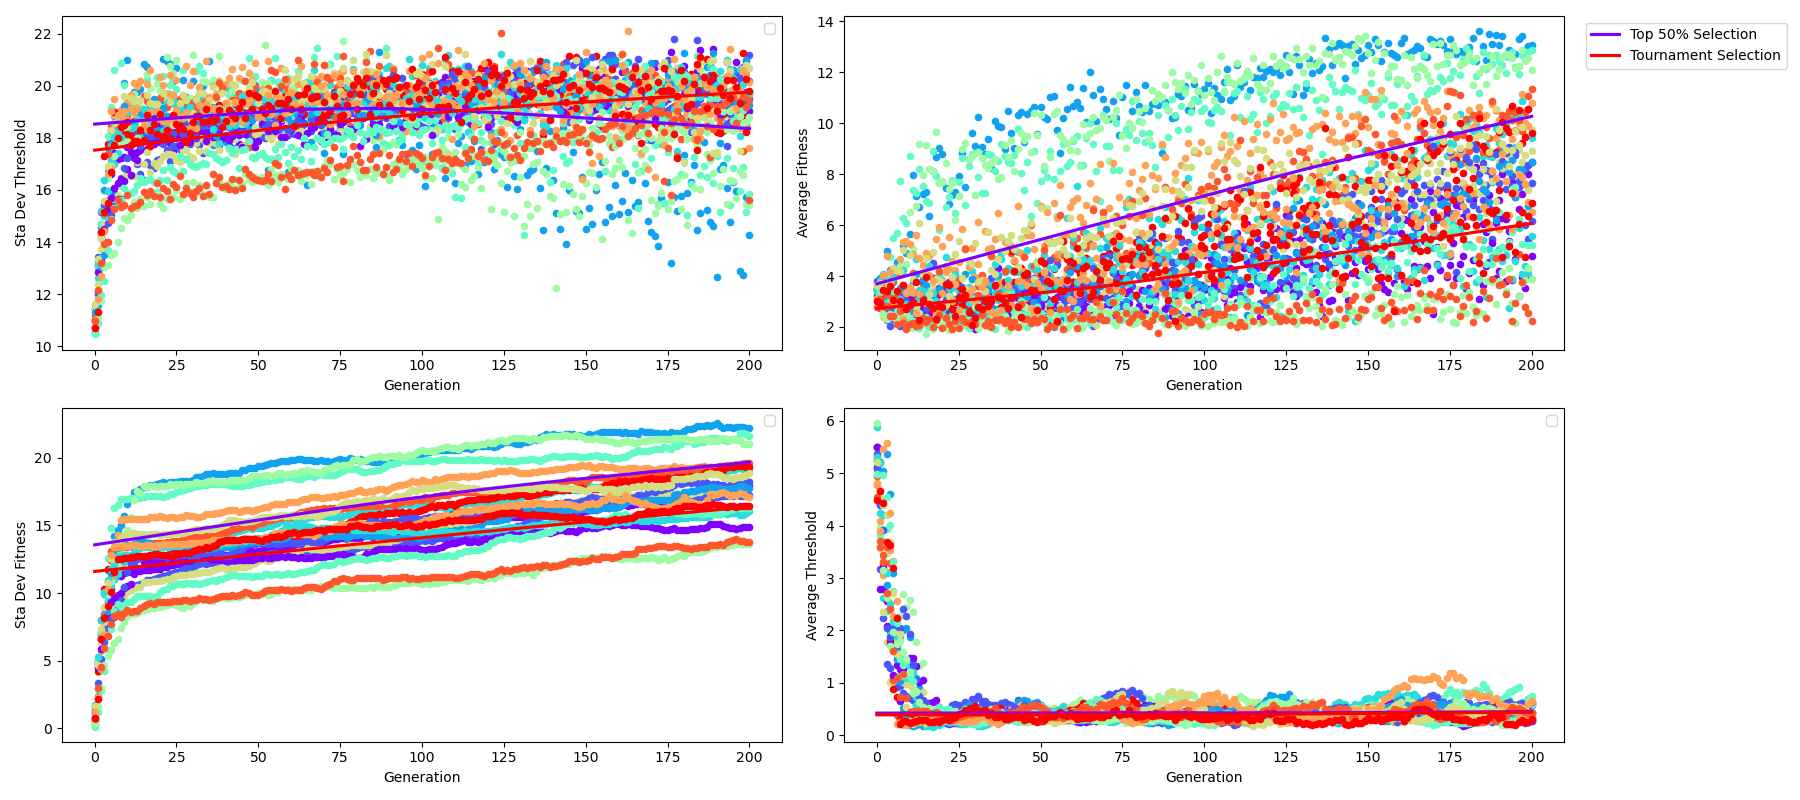 22
20
18
16
14
12
10
Sta Dev Threshold
0 25 50 75 100 125 150 175 200
Generation
14
12
10
8
6
4
2
Average Fitness
0 25 50 75 100 125 150 175 200
Generation
Top 50% Selection
Tournament Selection
20
15
10
5
0
Sta Dev Fitness
0 25 50 75 100 125 150 175 200
Generation
6
5
4
3
2
1
0
Average Threshold
0 25 50 75 100 125 150 175 200
Generation